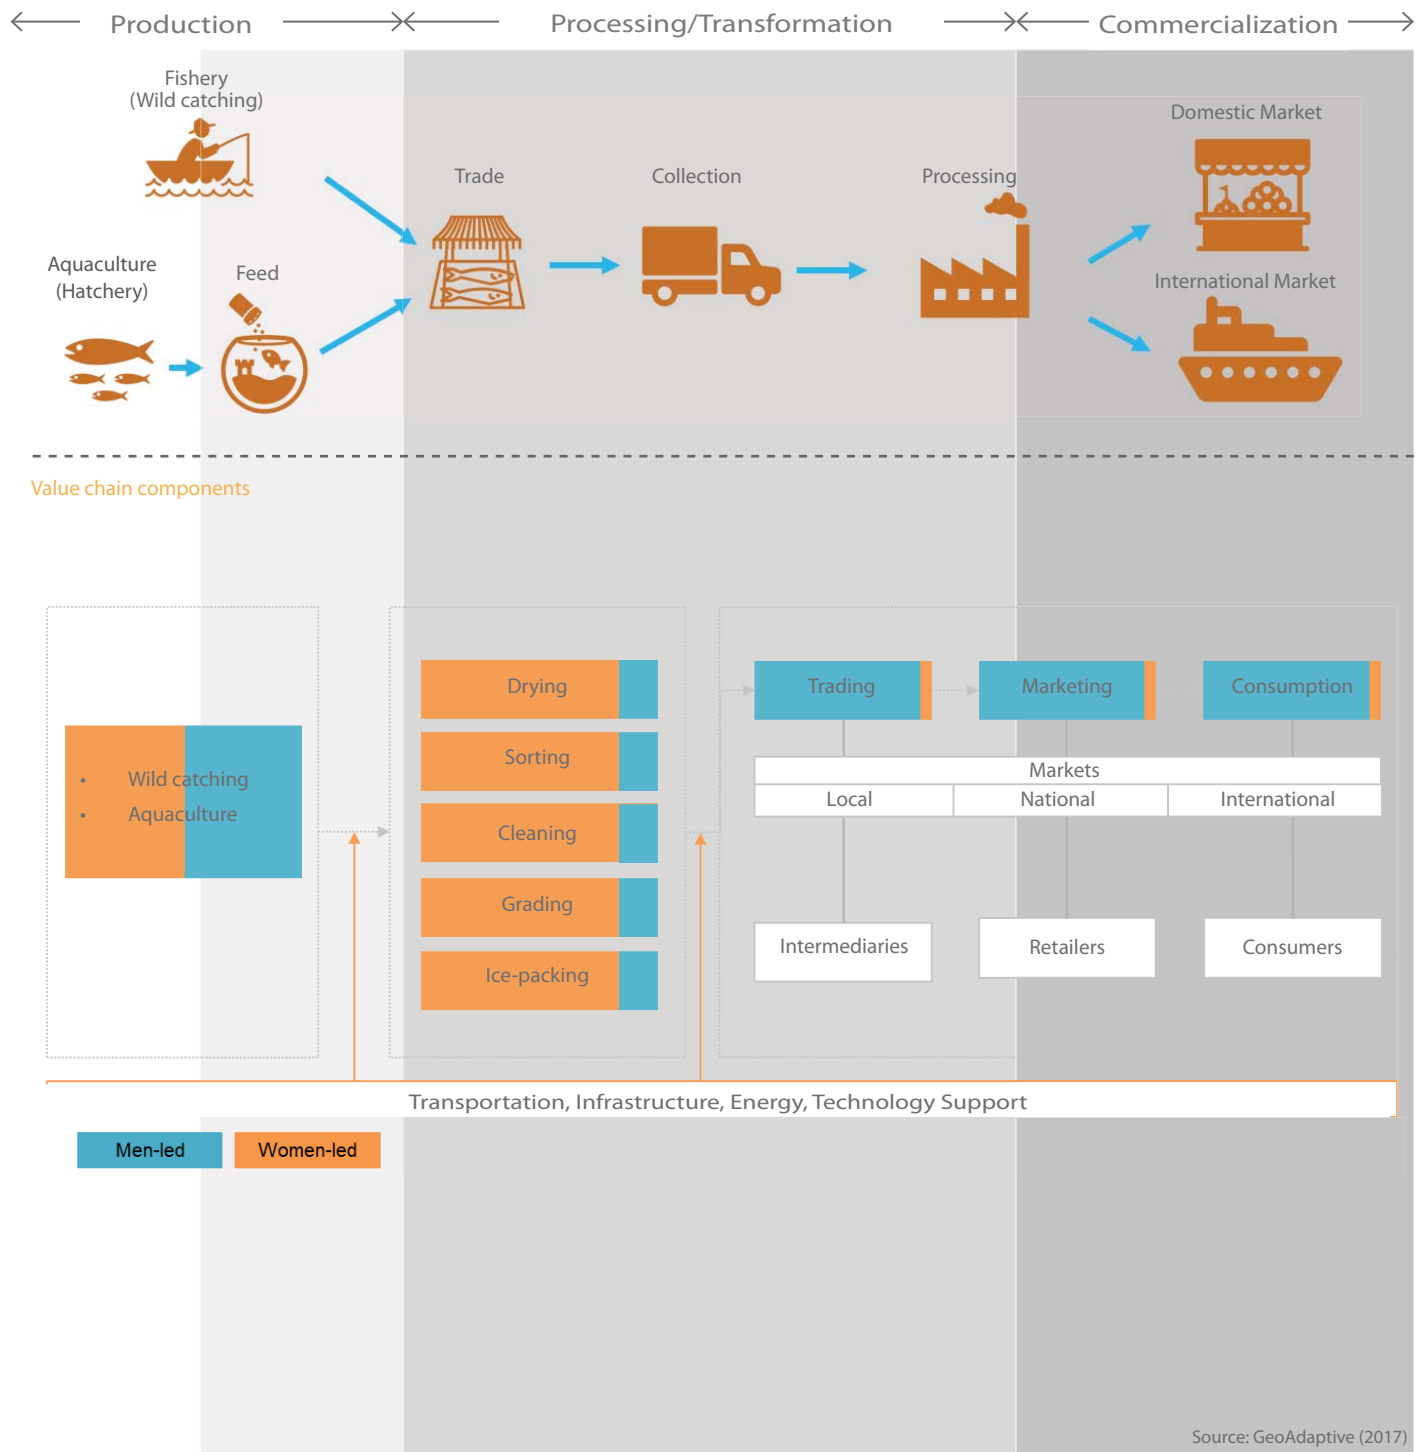 Production
Processing/Transformation
Commercialization
Fishery
(Wild catching)
Domestic Market
Trade
Collection
Processing
Aquaculture
(Hatchery)
Feed
International Market
Value chain components
Drying
Trading
Marketing
Consumption
Sorting
Markets
• Wild catching
Local
National
International
• Aquaculture
Cleaning
Grading
Intermediaries
Retailers
Consumers
Ice-packing
Transportation, Infrastructure, Energy, Technology Support
Men-led
Women-led
Source: GeoAdaptive (2017)